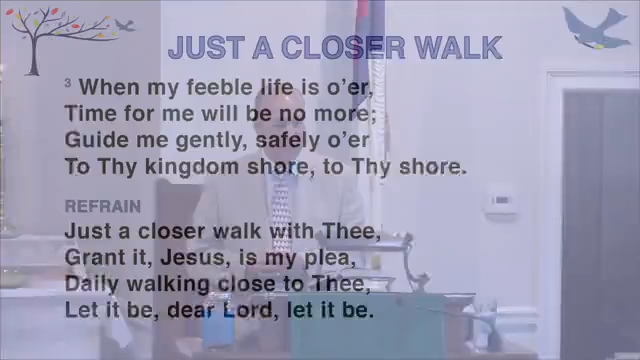 JUST A CLOSER WALK
3 When my feeble life is o'er,
Time for me will be no more;
Guide me gently, safely o'er
To Thy kingdom shore, to Thy shore.
REFRAIN
Just a closer walk with Thee,
Grant it, Jesus, is my plea,
Daily walking close to Thee,
Let it be, dear Lord, let it be.